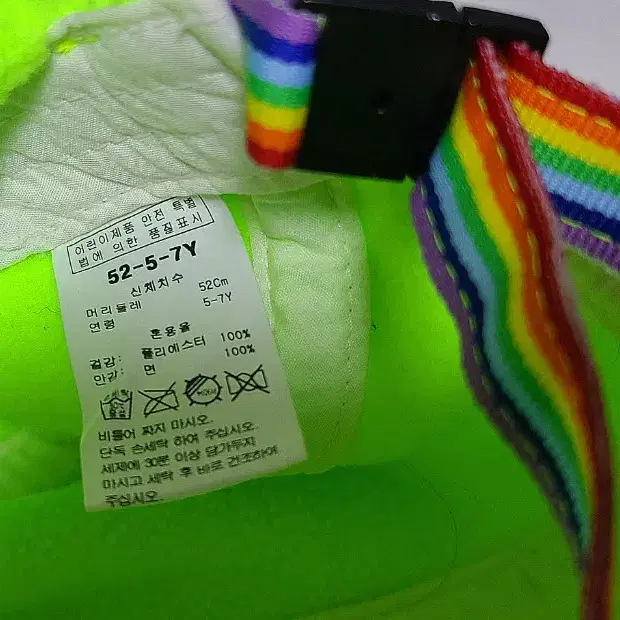 어린이제품 안전 특별
법에 의한 품질표시
52-5-7Y
신체치수
머리둘레 52Cm
연령 5-7Y
혼용율
겉감: 폴리에스터 100%
안감: 면 100%
비틀어 짜지 마시오.
단독 손세탁 하여 주십시오.
세제에 30분 이상 담가두지
마시고 세탁 후 바로 건조하여
주십시오.